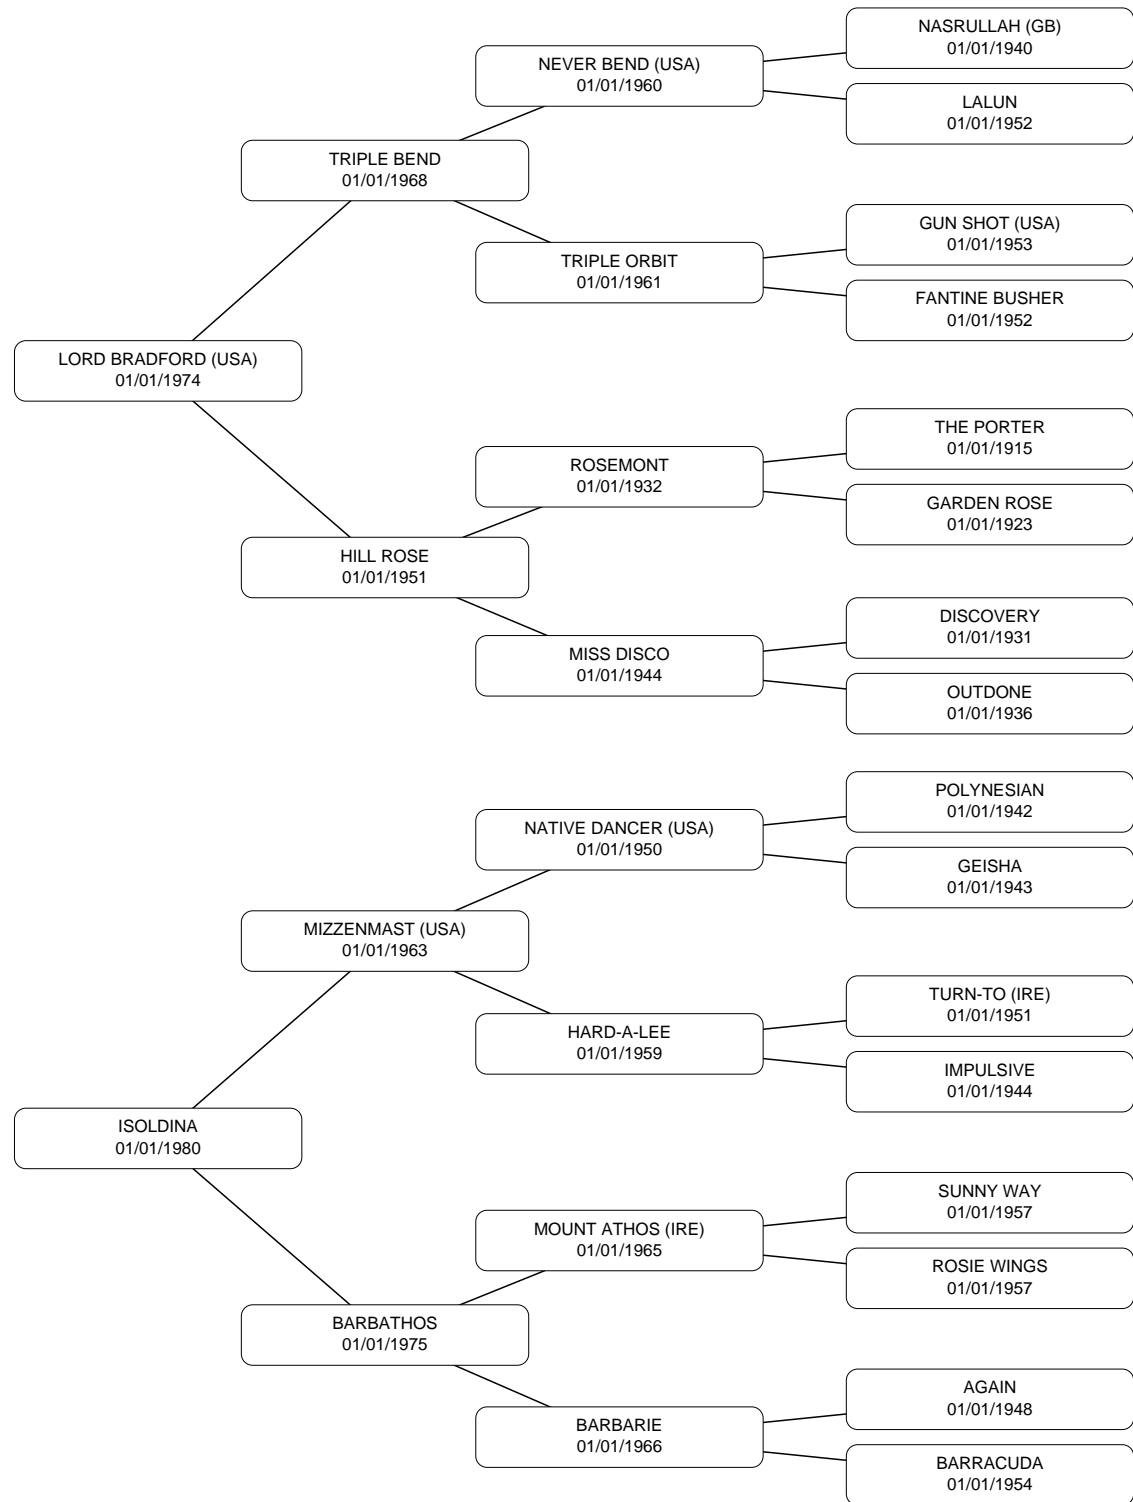 NASRULLAH (GB)
01/01/1940
NEVER BEND (USA)
01/01/1960
LALUN
01/01/1952
TRIPLE BEND
01/01/1968
GUN SHOT (USA)
01/01/1953
TRIPLE ORBIT
01/01/1961
FANTINE BUSHER
01/01/1952
LORD BRADFORD (USA)
01/01/1974
THE PORTER
01/01/1915
ROSEMONT
01/01/1932
GARDEN ROSE
01/01/1923
HILL ROSE
01/01/1951
DISCOVERY
01/01/1931
MISS DISCO
01/01/1944
OUTDONE
01/01/1936
POLYNESIAN
01/01/1942
NATIVE DANCER (USA)
01/01/1950
GEISHA
01/01/1943
MIZZENMAST (USA)
01/01/1963
TURN-TO (IRE)
01/01/1951
HARD-A-LEE
01/01/1959
IMPULSIVE
01/01/1944
ISOLDINA
01/01/1980
SUNNY WAY
01/01/1957
MOUNT ATHOS (IRE)
01/01/1965
ROSIE WINGS
01/01/1957
BARBATHOS
01/01/1975
AGAIN
01/01/1948
BARBARIE
01/01/1966
BARRACUDA
01/01/1954